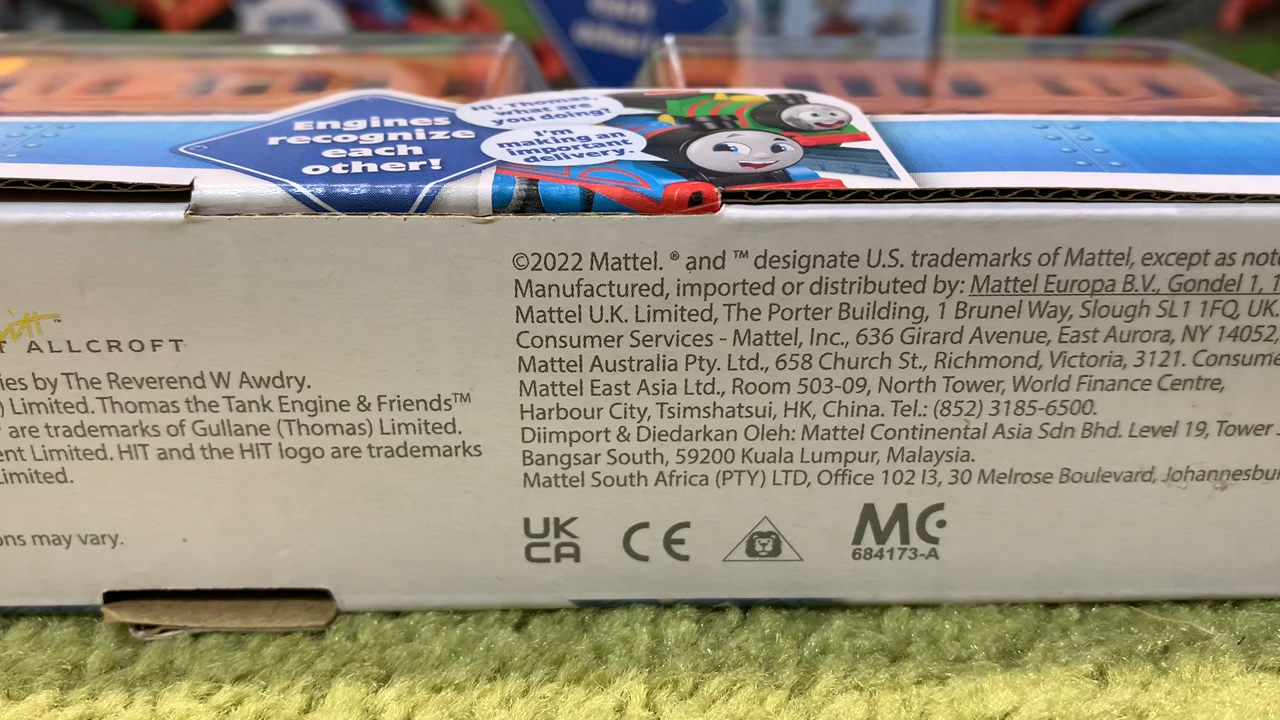 Engines
recognize
each
other!
Hi, Thomas,
what are
you doing?
I'm
making an
important
delivery!
™
ALLCROFT
ies by The Reverend W Awdry.
) Limited. Thomas the Tank Engine & Friends™
are trademarks of Gullane (Thomas) Limited.
ent Limited. HIT and the HIT logo are trademarks
Limited.
ons may vary.
©2022 Mattel. ® and ™ designate U.S. trademarks of Mattel, except as note
Manufactured, imported or distributed by: Mattel Europa B.V., Gondel 1, 1
Mattel U.K. Limited, The Porter Building, 1 Brunel Way, Slough SL1 1FQ, UK.
Consumer Services - Mattel, Inc., 636 Girard Avenue, East Aurora, NY 14052,
Mattel Australia Pty. Ltd., 658 Church St., Richmond, Victoria, 3121. Consume
Mattel East Asia Ltd., Room 503-09, North Tower, World Finance Centre,
Harbour City, Tsimshatsui, HK, China. Tel.: (852) 3185-6500.
Diimport & Diedarkan Oleh: Mattel Continental Asia Sdn Bhd. Level 19, Tower
Bangsar South, 59200 Kuala Lumpur, Malaysia.
Mattel South Africa (PTY) LTD, Office 102 I3, 30 Melrose Boulevard, Johannesbur
UK
CA
CE
MC
684173-A